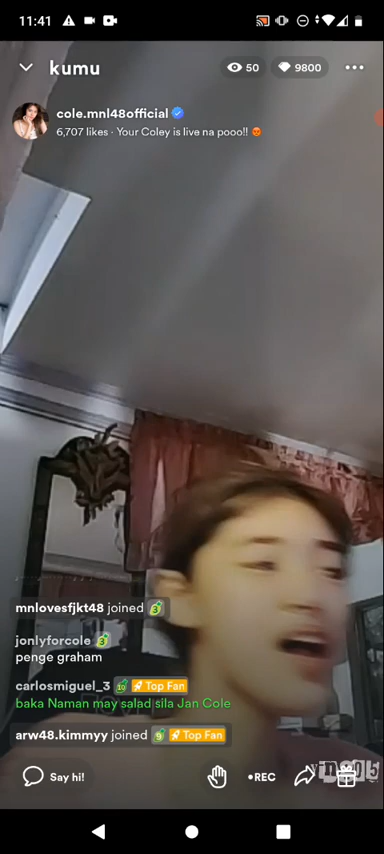 11:41
kumu
50
9800
cole.mnl48official
6,707 likes · Your Coley is live na pooo!!
mnlovesfjkt48 joined 3
jonlyforcole 3
penge graham
carlosmiguel_3 10 Top Fan
baka Naman may salad sila Jan Cole
arw48.kimmyy joined 9 Top Fan
Say hi!
•REC